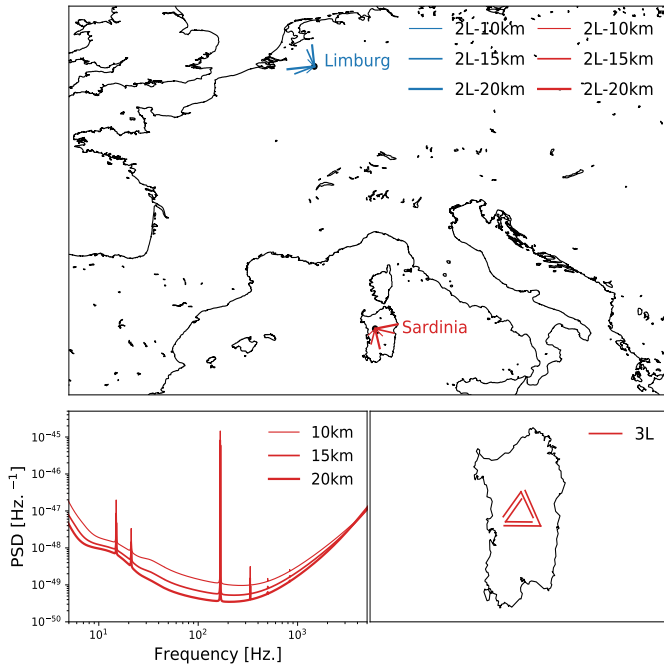 Limburg
2L-10km 2L-10km
2L-15km 2L-15km
2L-20km 2L-20km
Sardinia
PSD [Hz. ⁻¹]
10⁻⁴⁵
10⁻⁴⁶
10⁻⁴⁷
10⁻⁴⁸
10⁻⁴⁹
10⁻⁵⁰
10km
15km
20km
10¹ 10² 10³
Frequency [Hz.]
3L